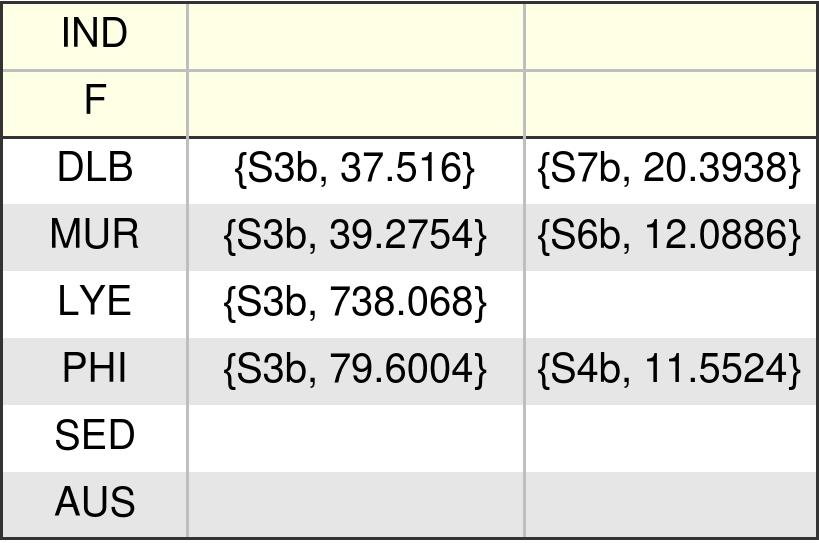 IND
F
DLB {S3b, 37.516} {S7b, 20.3938}
MUR {S3b, 39.2754} {S6b, 12.0886}
LYE {S3b, 738.068}
PHI {S3b, 79.6004} {S4b, 11.5524}
SED
AUS